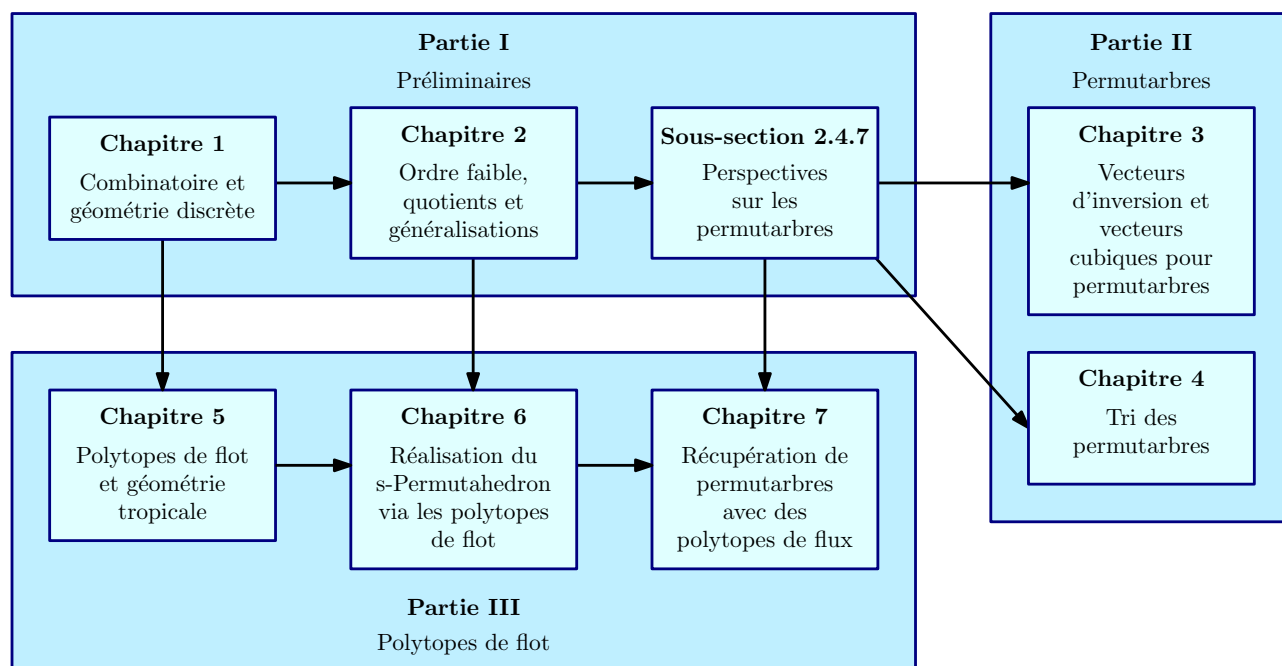 Partie I
Préliminaires
Chapitre 1
Combinatoire et
géométrie discrète
Chapitre 2
Ordre faible,
quotients et
généralisations
Sous-section 2.4.7
Perspectives
sur les
permutarbres
Partie II
Permutarbres
Chapitre 3
Vecteurs
d'inversion et
vecteurs
cubiques pour
permutarbres
Chapitre 4
Tri des
permutarbres
Chapitre 5
Polytopes de flot
et géométrie
tropicale
Chapitre 6
Réalisation du
s-Permutahedron
via les polytopes
de flot
Chapitre 7
Récupération de
permutarbres
avec des
polytopes de flux
Partie III
Polytopes de flot